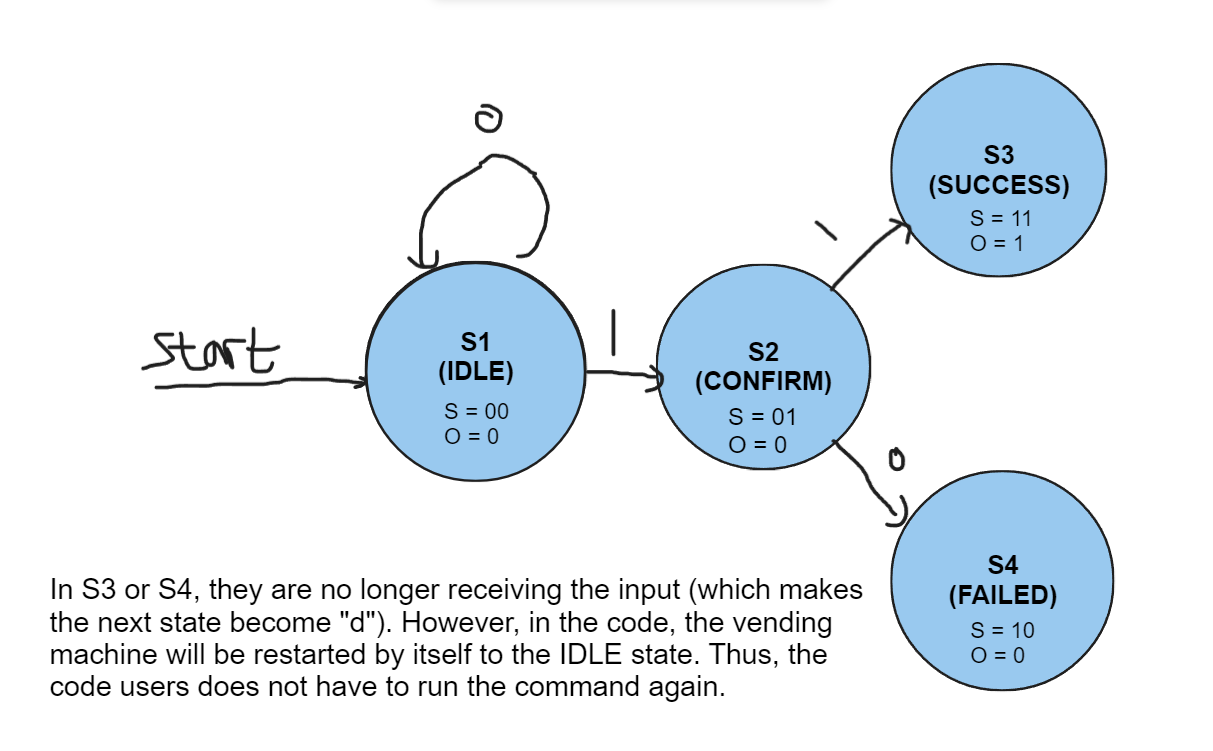 0
start
S1
(IDLE)
S = 00
O = 0
1
S2
(CONFIRM)
S = 01
O = 0
1
S3
(SUCCESS)
S = 11
O = 1
0
S4
(FAILED)
S = 10
O = 0
In S3 or S4, they are no longer receiving the input (which makes
the next state become "d"). However, in the code, the vending
machine will be restarted by itself to the IDLE state. Thus, the
code users does not have to run the command again.